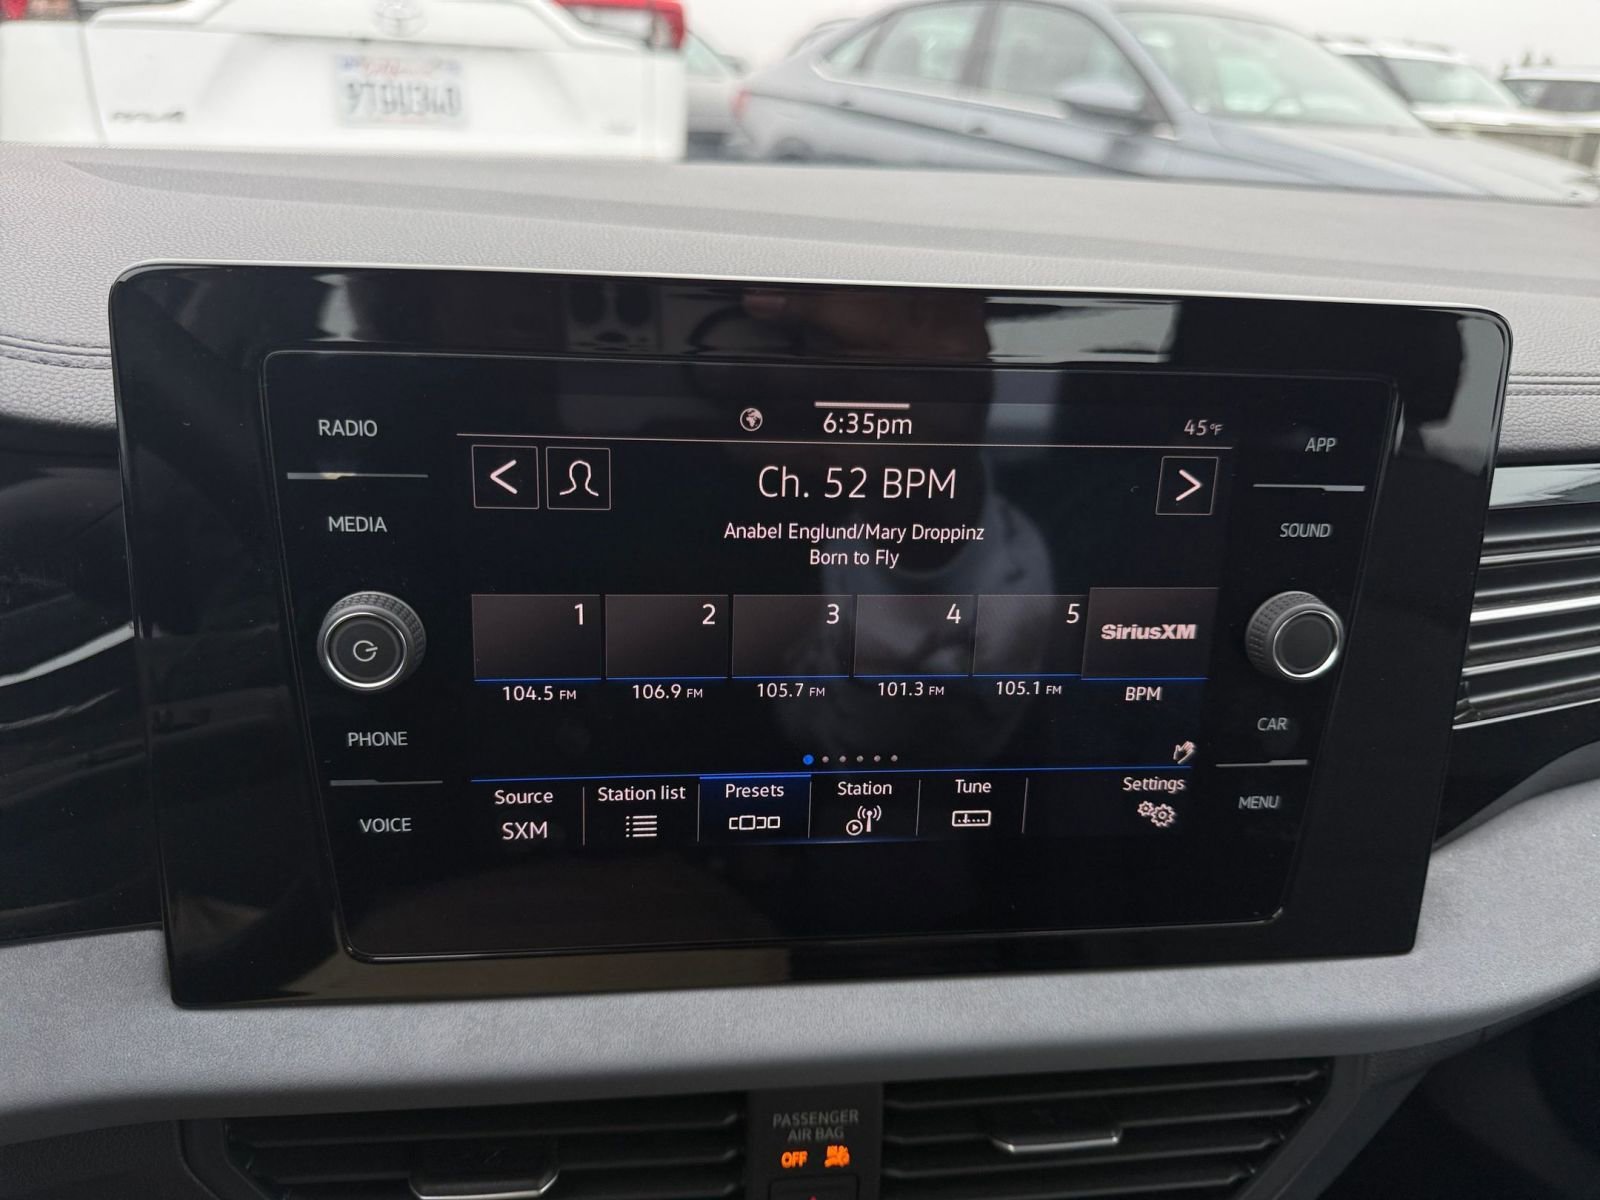 RADIO
MEDIA
PHONE
VOICE
6:35pm
45°F
Ch. 52 BPM
Anabel Englund/Mary Droppinz
Born to Fly
1
2
3
4
5
SiriusXM
104.5 FM
106.9 FM
105.7 FM
101.3 FM
105.1 FM
BPM
Source
SXM
Station list
Presets
Station
Tune
Settings
APP
SOUND
CAR
MENU
PASSENGER
AIR BAG
OFF